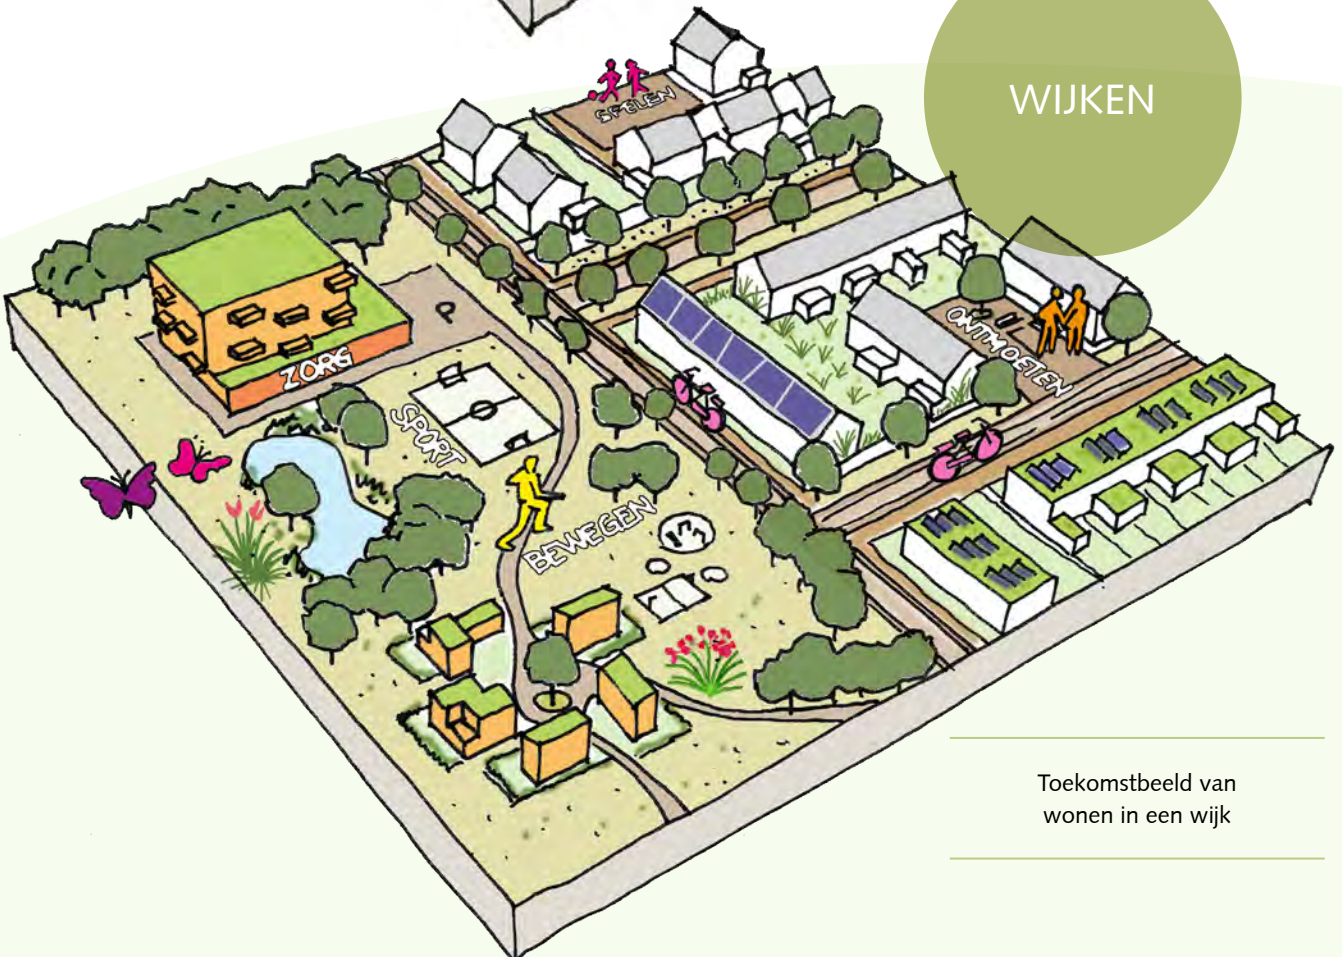 WIJKEN
SPELEN
P
ZORG
ONTMOETEN
SPORT
BEWEGEN
Toekomstbeeld van
wonen in een wijk